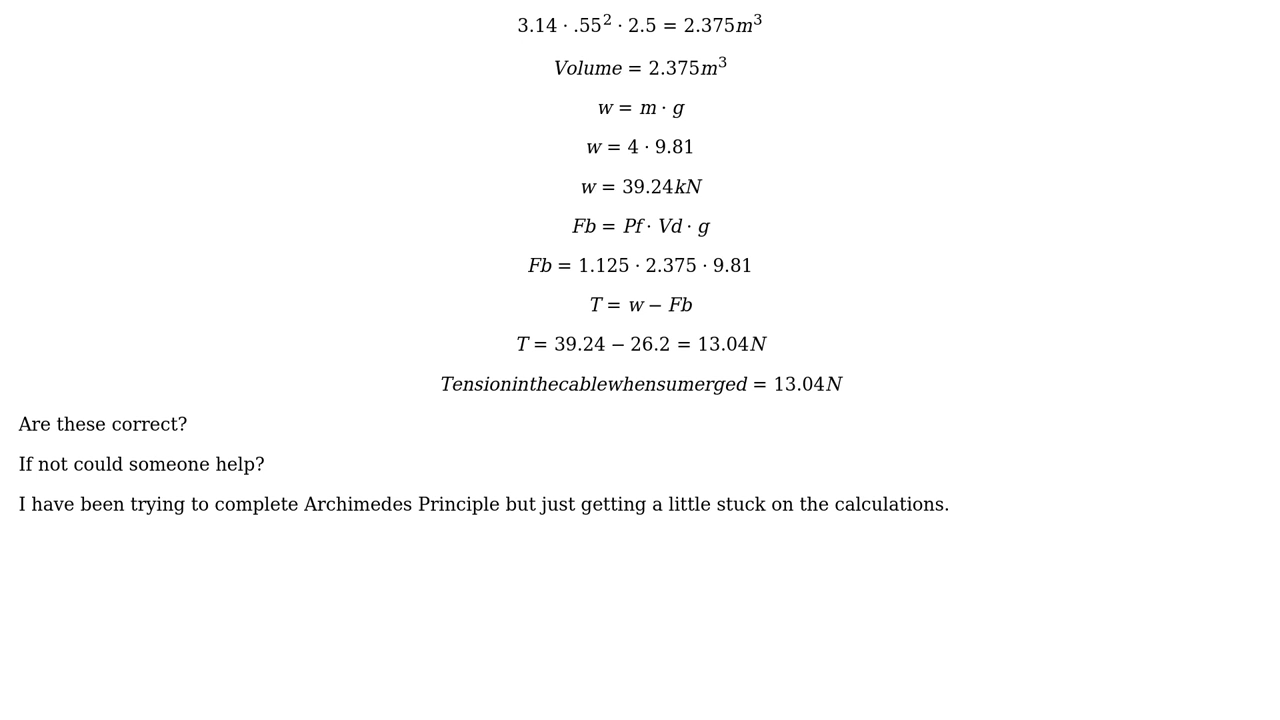 3.14 · .55² · 2.5 = 2.375m³
Volume = 2.375m³
w = m · g
w = 4 · 9.81
w = 39.24kN
Fb = Pf · Vd · g
Fb = 1.125 · 2.375 · 9.81
T = w − Fb
T = 39.24 − 26.2 = 13.04N
Tensioninthecablewhensumerged = 13.04N
Are these correct?
If not could someone help?
I have been trying to complete Archimedes Principle but just getting a little stuck on the calculations.